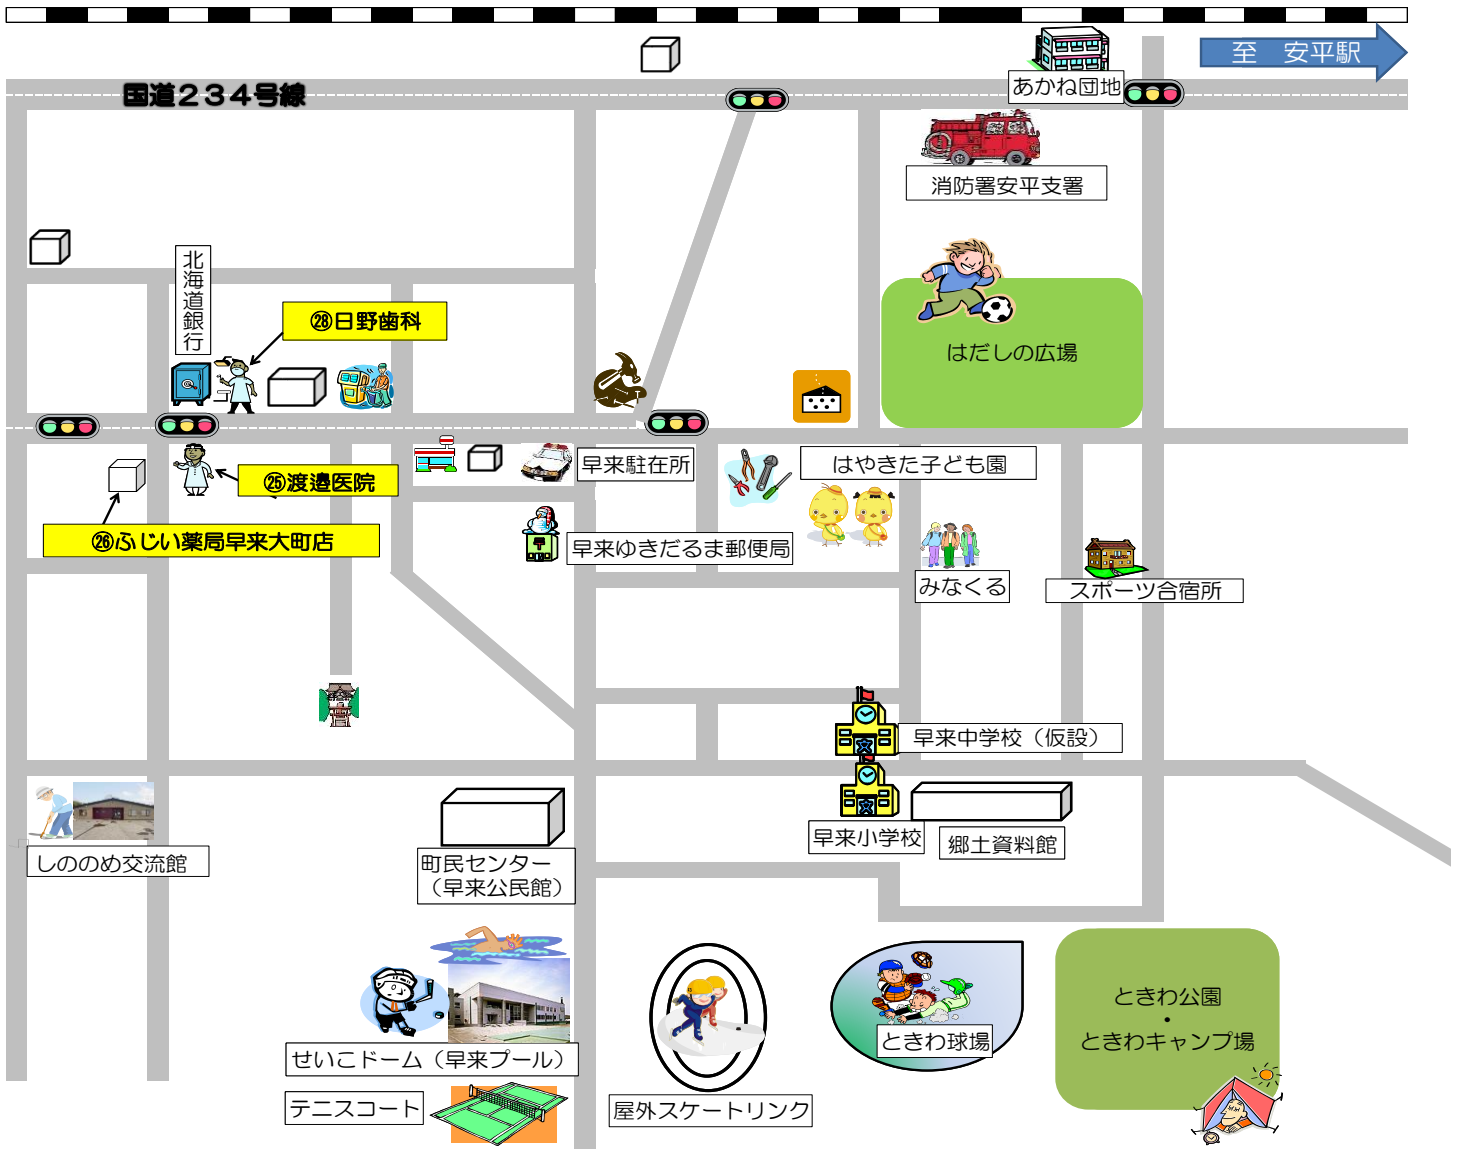 至　安平駅
あかね団地
国道２３４号線
消防署安平支署
北海道銀行
㉘日野歯科
はだしの広場
早来駐在所
はやきた子ども園
㉕渡邉医院
㉖ふじい薬局早来大町店
早来ゆきだるま郵便局
みなくる
スポーツ合宿所
早来中学校（仮設）
早来小学校
郷土資料館
しののめ交流館
町民センター
（早来公民館）
ときわ公園
・
ときわキャンプ場
ときわ球場
せいこドーム（早来プール）
テニスコート
屋外スケートリンク